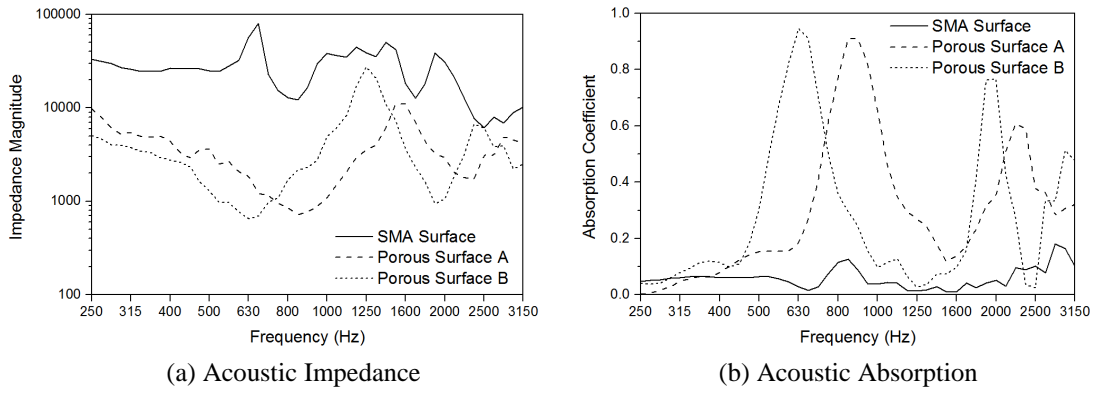 100000
10000
1000
100
Impedance Magnitude
SMA Surface
Porous Surface A
Porous Surface B
250 315 400 500 630 800 1000 1250 1600 2000 2500 3150
Frequency (Hz)
(a) Acoustic Impedance
1.0
0.8
0.6
0.4
0.2
0.0
Absorption Coefficient
SMA Surface
Porous Surface A
Porous Surface B
250 315 400 500 630 800 1000 1250 1600 2000 2500 3150
Frequency (Hz)
(b) Acoustic Absorption